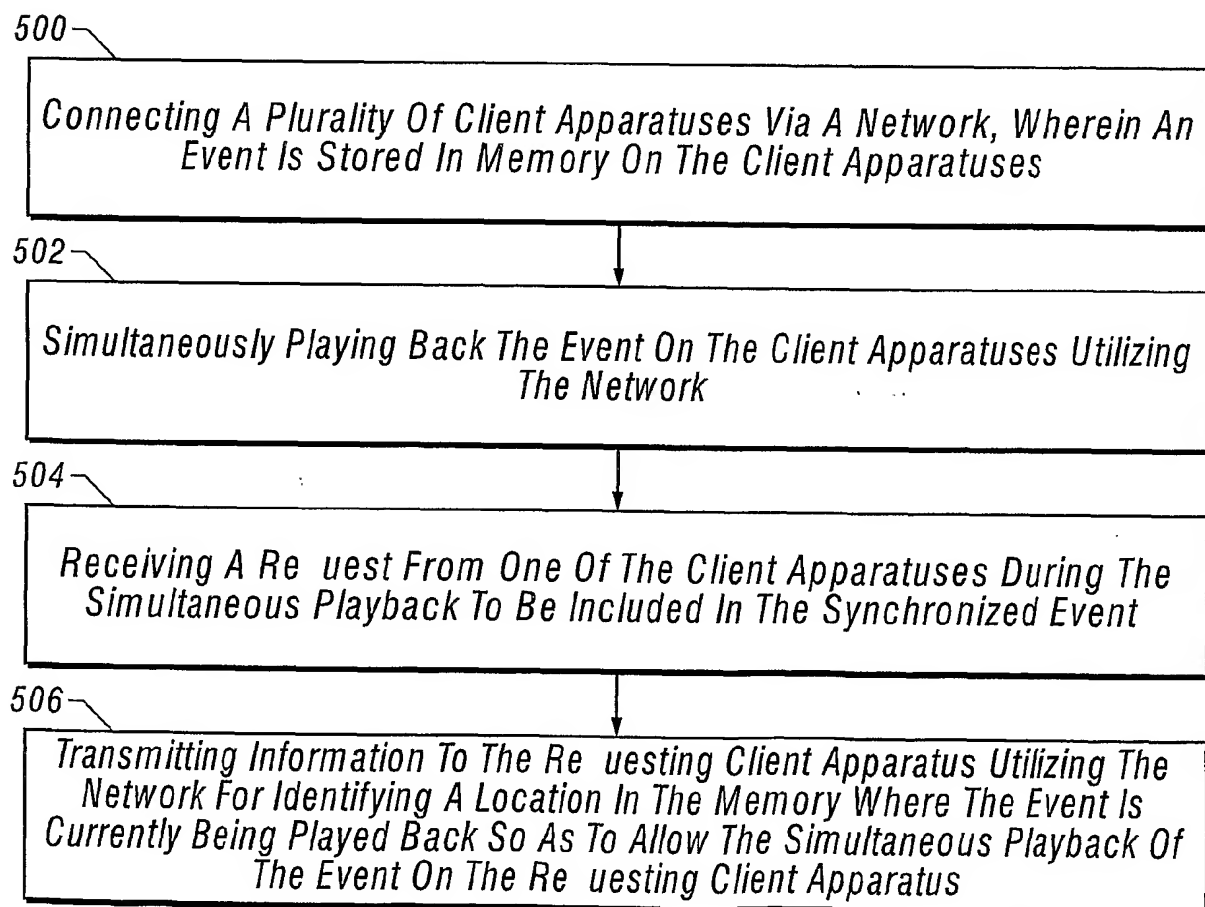 500
Connecting A Plurality Of Client Apparatuses Via A Network, Wherein An
Event Is Stored In Memory On The Client Apparatuses
502
Simultaneously Playing Back The Event On The Client Apparatuses Utilizing
The Network
504
Receiving A Re uest From One Of The Client Apparatuses During The
Simultaneous Playback To Be Included In The Synchronized Event
506
Transmitting Information To The Re uesting Client Apparatus Utilizing The
Network For Identifying A Location In The Memory Where The Event Is
Currently Being Played Back So As To Allow The Simultaneous Playback Of
The Event On The Re uesting Client Apparatus